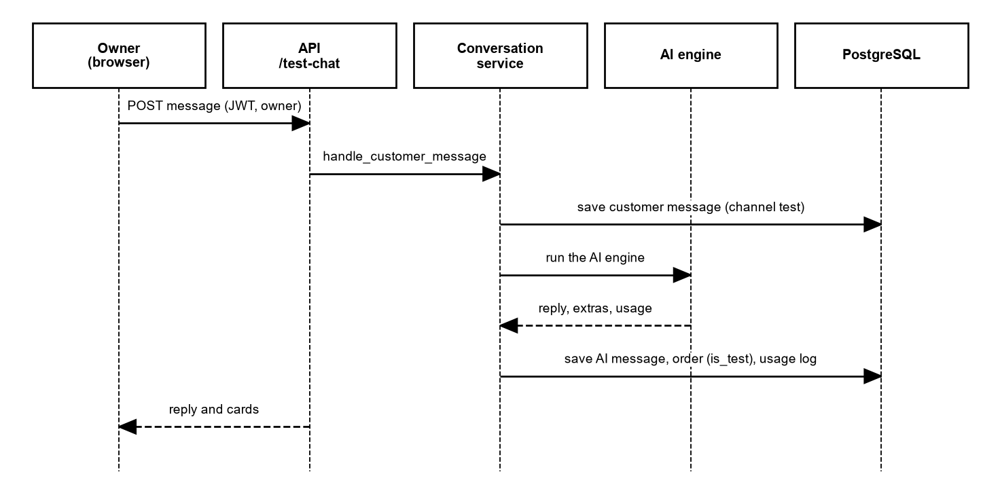 Owner
(browser)
API
/test-chat
Conversation
service
AI engine
PostgreSQL
POST message (JWT, owner)
handle_customer_message
save customer message (channel test)
run the AI engine
reply, extras, usage
save AI message, order (is_test), usage log
reply and cards